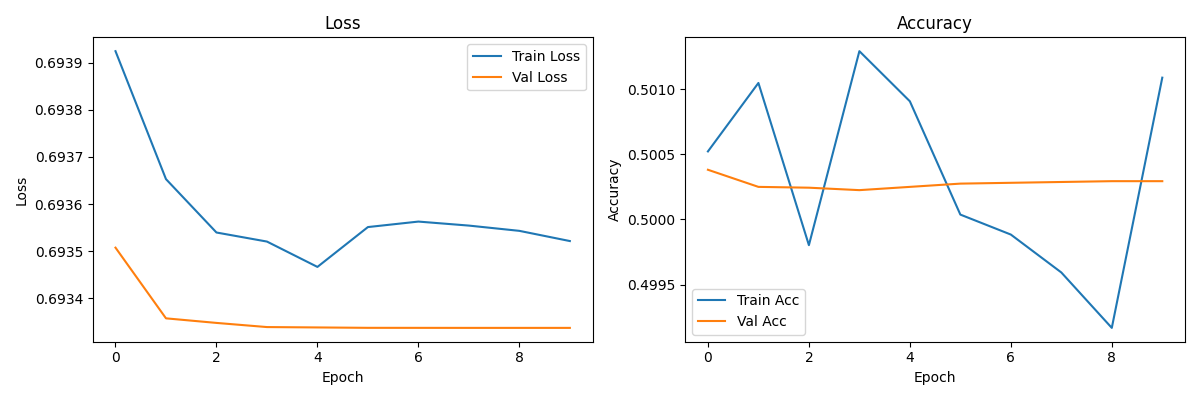 Loss
0.6939
0.6938
0.6937
0.6936
0.6935
0.6934
Loss
0 2 4 6 8
Epoch
Train Loss
Val Loss
Accuracy
0.5010
0.5005
0.5000
0.4995
Accuracy
0 2 4 6 8
Epoch
Train Acc
Val Acc